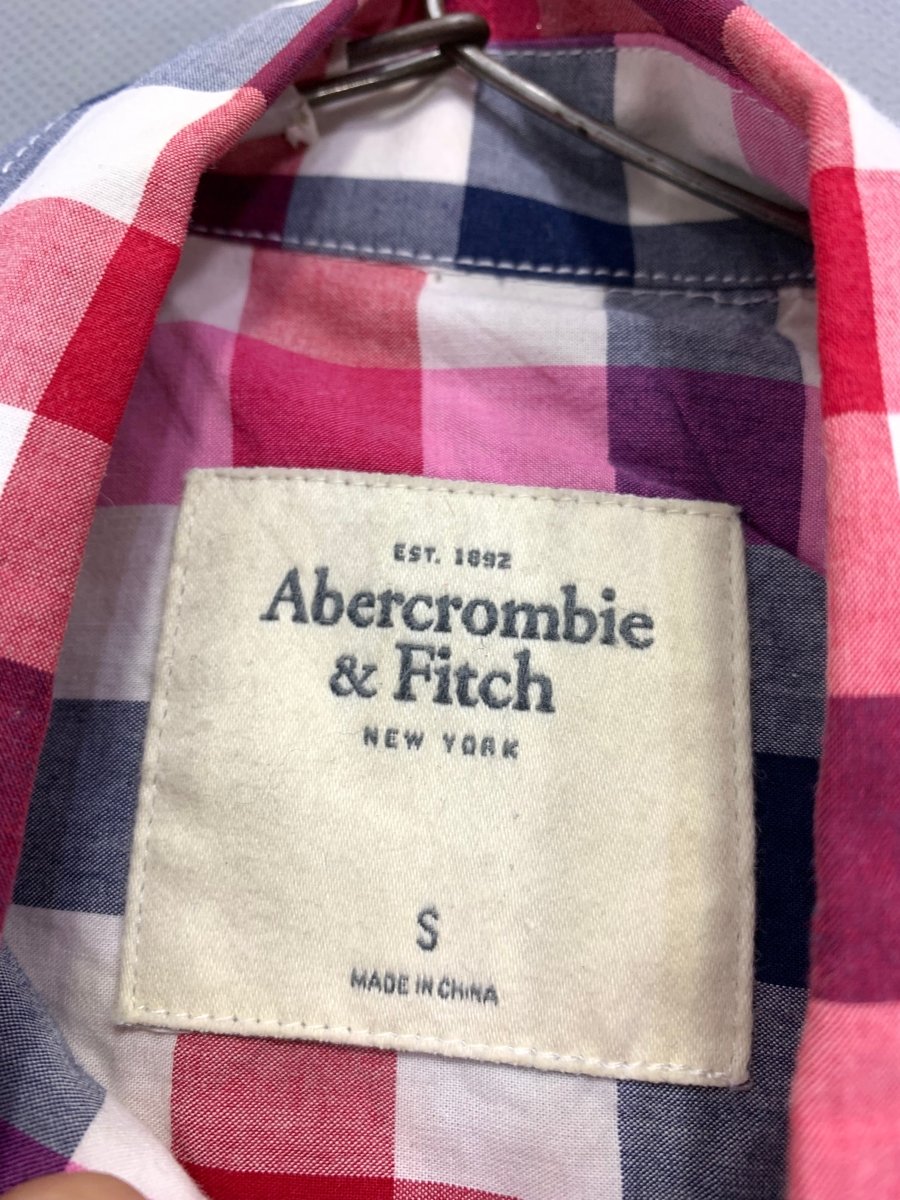 EST. 1892
Abercrombie
& Fitch
NEW YORK
S
MADE IN CHINA